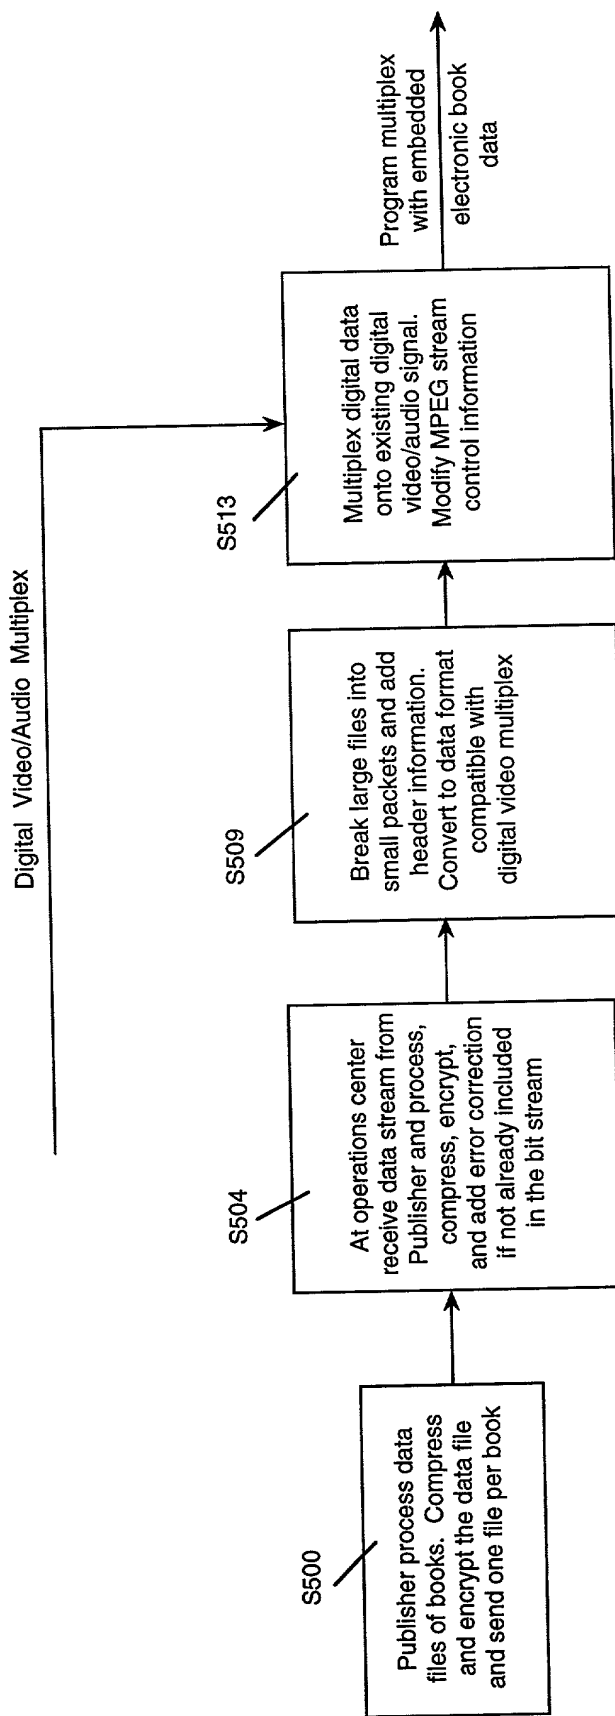 Digital Video/Audio Multiplex
S500
Publisher process data
files of books. Compress
and encrypt the data file
and send one file per book
S504
At operations center
receive data stream from
Publisher and process,
compress, encrypt,
and add error correction
if not already included
in the bit stream
S509
Break large files into
small packets and add
header information.
Convert to data format
compatible with
digital video multiplex
S513
Multiplex digital data
onto existing digital
video/audio signal.
Modify MPEG stream
control information
Program multiplex
with embedded
electronic book
data